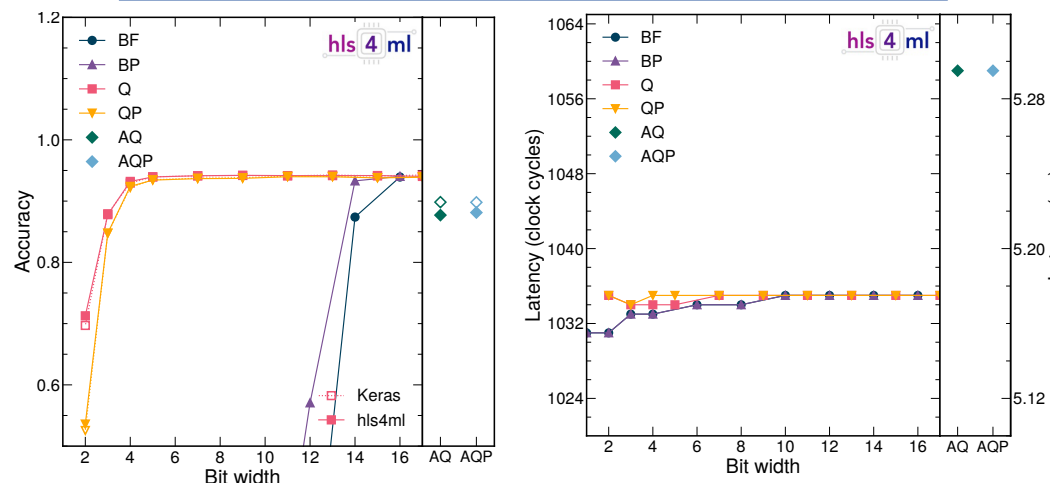 1.2
1.0
0.8
0.6
Accuracy
BF
BP
Q
QP
AQ
AQP
hls 4 ml
Keras
hls4ml
2 4 6 8 10 12 14 16 AQ AQP
Bit width
1064
1056
1048
1040
1032
1024
Latency (clock cycles)
BF
BP
Q
QP
AQ
AQP
hls 4 ml
5.28
5.20
5.12
2 4 6 8 10 12 14 16 AQ AQP
Bit width